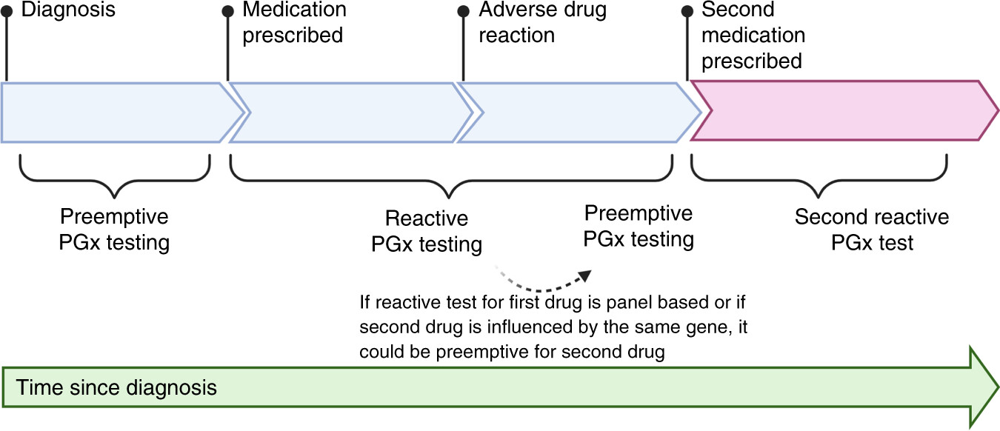 Diagnosis
Medication
prescribed
Adverse drug
reaction
Second
medication
prescribed
Preemptive
PGx testing
Reactive
PGx testing
Preemptive
PGx testing
Second reactive
PGx test
If reactive test for first drug is panel based or if
second drug is influenced by the same gene, it
could be preemptive for second drug
Time since diagnosis